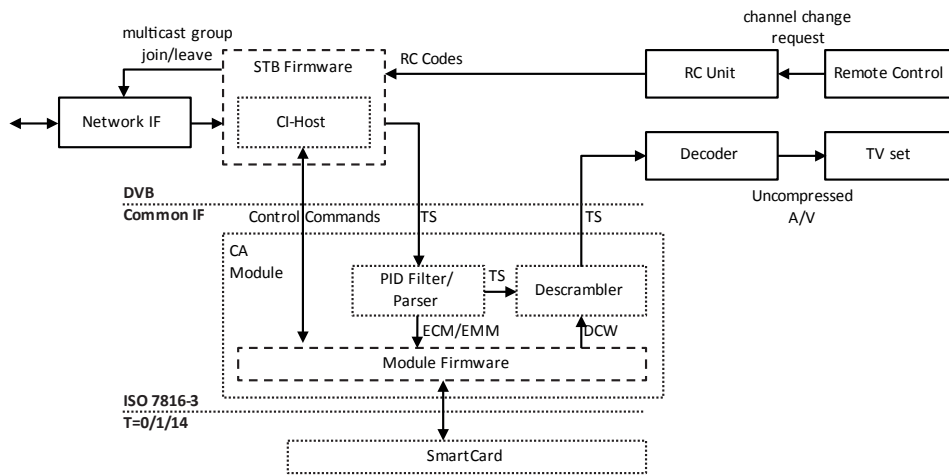 multicast group
join/leave
STB Firmware
RC Codes
channel change
request
RC Unit
Remote Control
Network IF
CI-Host
Decoder
TV set
Uncompressed
A/V
DVB
Common IF
Control Commands
TS
TS
CA
Module
PID Filter/
Parser
TS
Descrambler
ECM/EMM
DCW
Module Firmware
ISO 7816-3
T=0/1/14
SmartCard